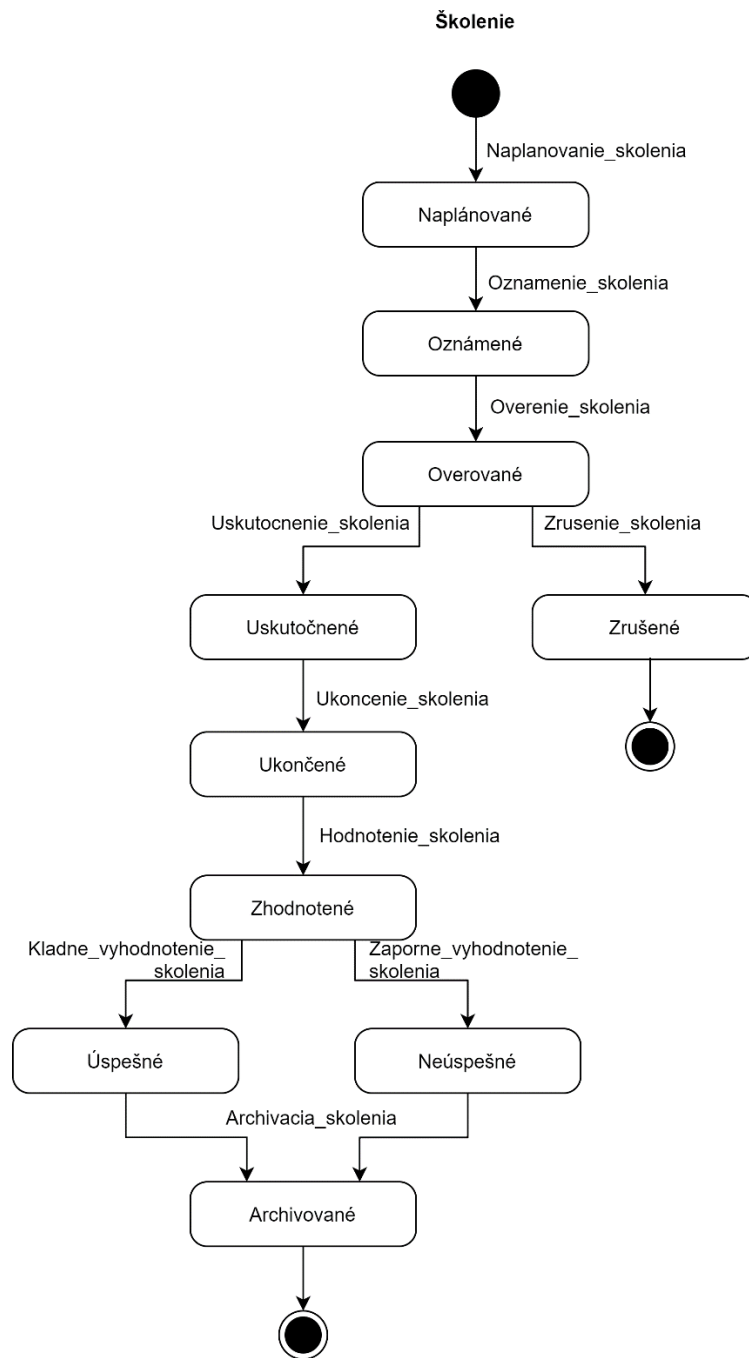 Školenie
Naplanovanie_skolenia
Naplánované
Oznamenie_skolenia
Oznámené
Overenie_skolenia
Overované
Uskutocnenie_skolenia
Zrusenie_skolenia
Uskutočnené
Zrušené
Ukoncenie_skolenia
Ukončené
Hodnotenie_skolenia
Zhodnotené
Kladne_vyhodnotenie_
skolenia
Zaporne_vyhodnotenie_
skolenia
Úspešné
Neúspešné
Archivacia_skolenia
Archivované